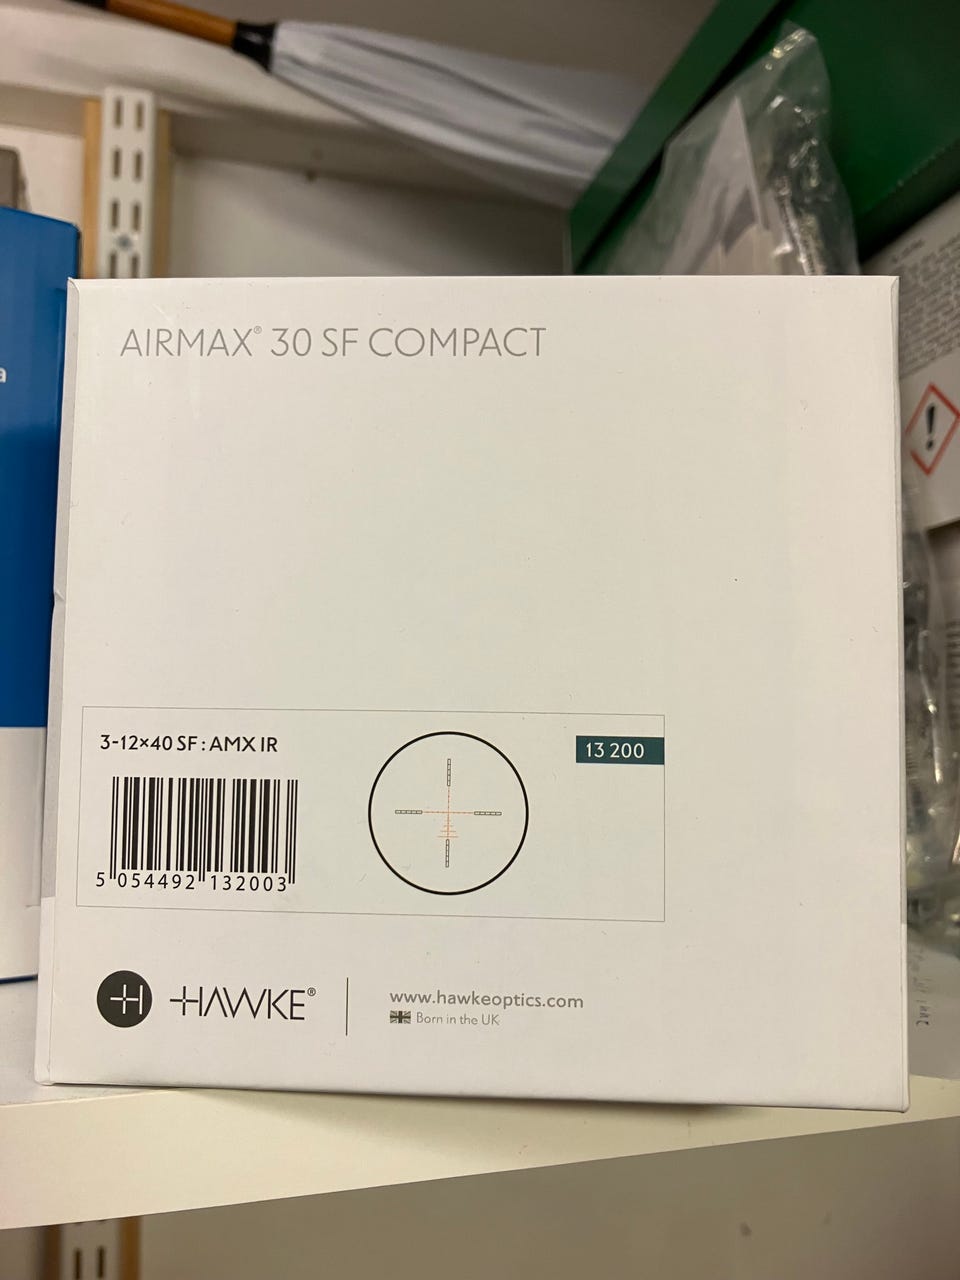 a
AIRMAX® 30 SF COMPACT
3-12×40 SF : AMX IR
13 200
5 054492 132003
H HAWKE®
www.hawkeoptics.com
Born in the UK